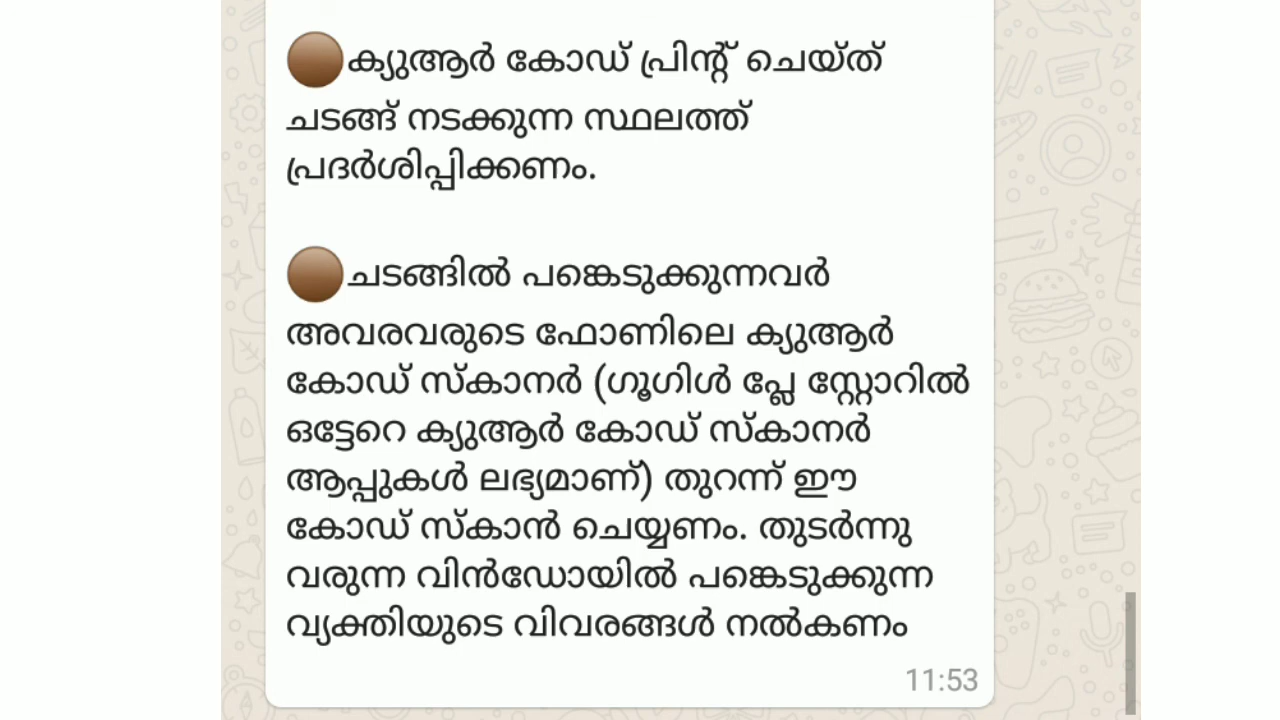 🟤ക്യുആർ കോഡ് പ്രിന്റ് ചെയ്ത്
ചടങ്ങ് നടക്കുന്ന സ്ഥലത്ത്
പ്രദർശിപ്പിക്കണം.
🟤ചടങ്ങിൽ പങ്കെടുക്കുന്നവർ
അവരവരുടെ ഫോണിലെ ക്യുആർ
കോഡ് സ്കാനർ (ഗൂഗിൾ പ്ലേ സ്റ്റോറിൽ
ഒട്ടേറെ ക്യുആർ കോഡ് സ്കാനർ
ആപ്പുകൾ ലഭ്യമാണ്) തുറന്ന് ഈ
കോഡ് സ്കാൻ ചെയ്യണം. തുടർന്നു
വരുന്ന വിൻഡോയിൽ പങ്കെടുക്കുന്ന
വ്യക്തിയുടെ വിവരങ്ങൾ നൽകണം
11:53